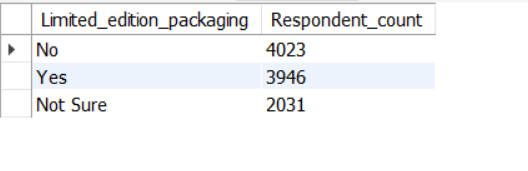 Limited_edition_packaging Respondent_count
No 4023
Yes 3946
Not Sure 2031